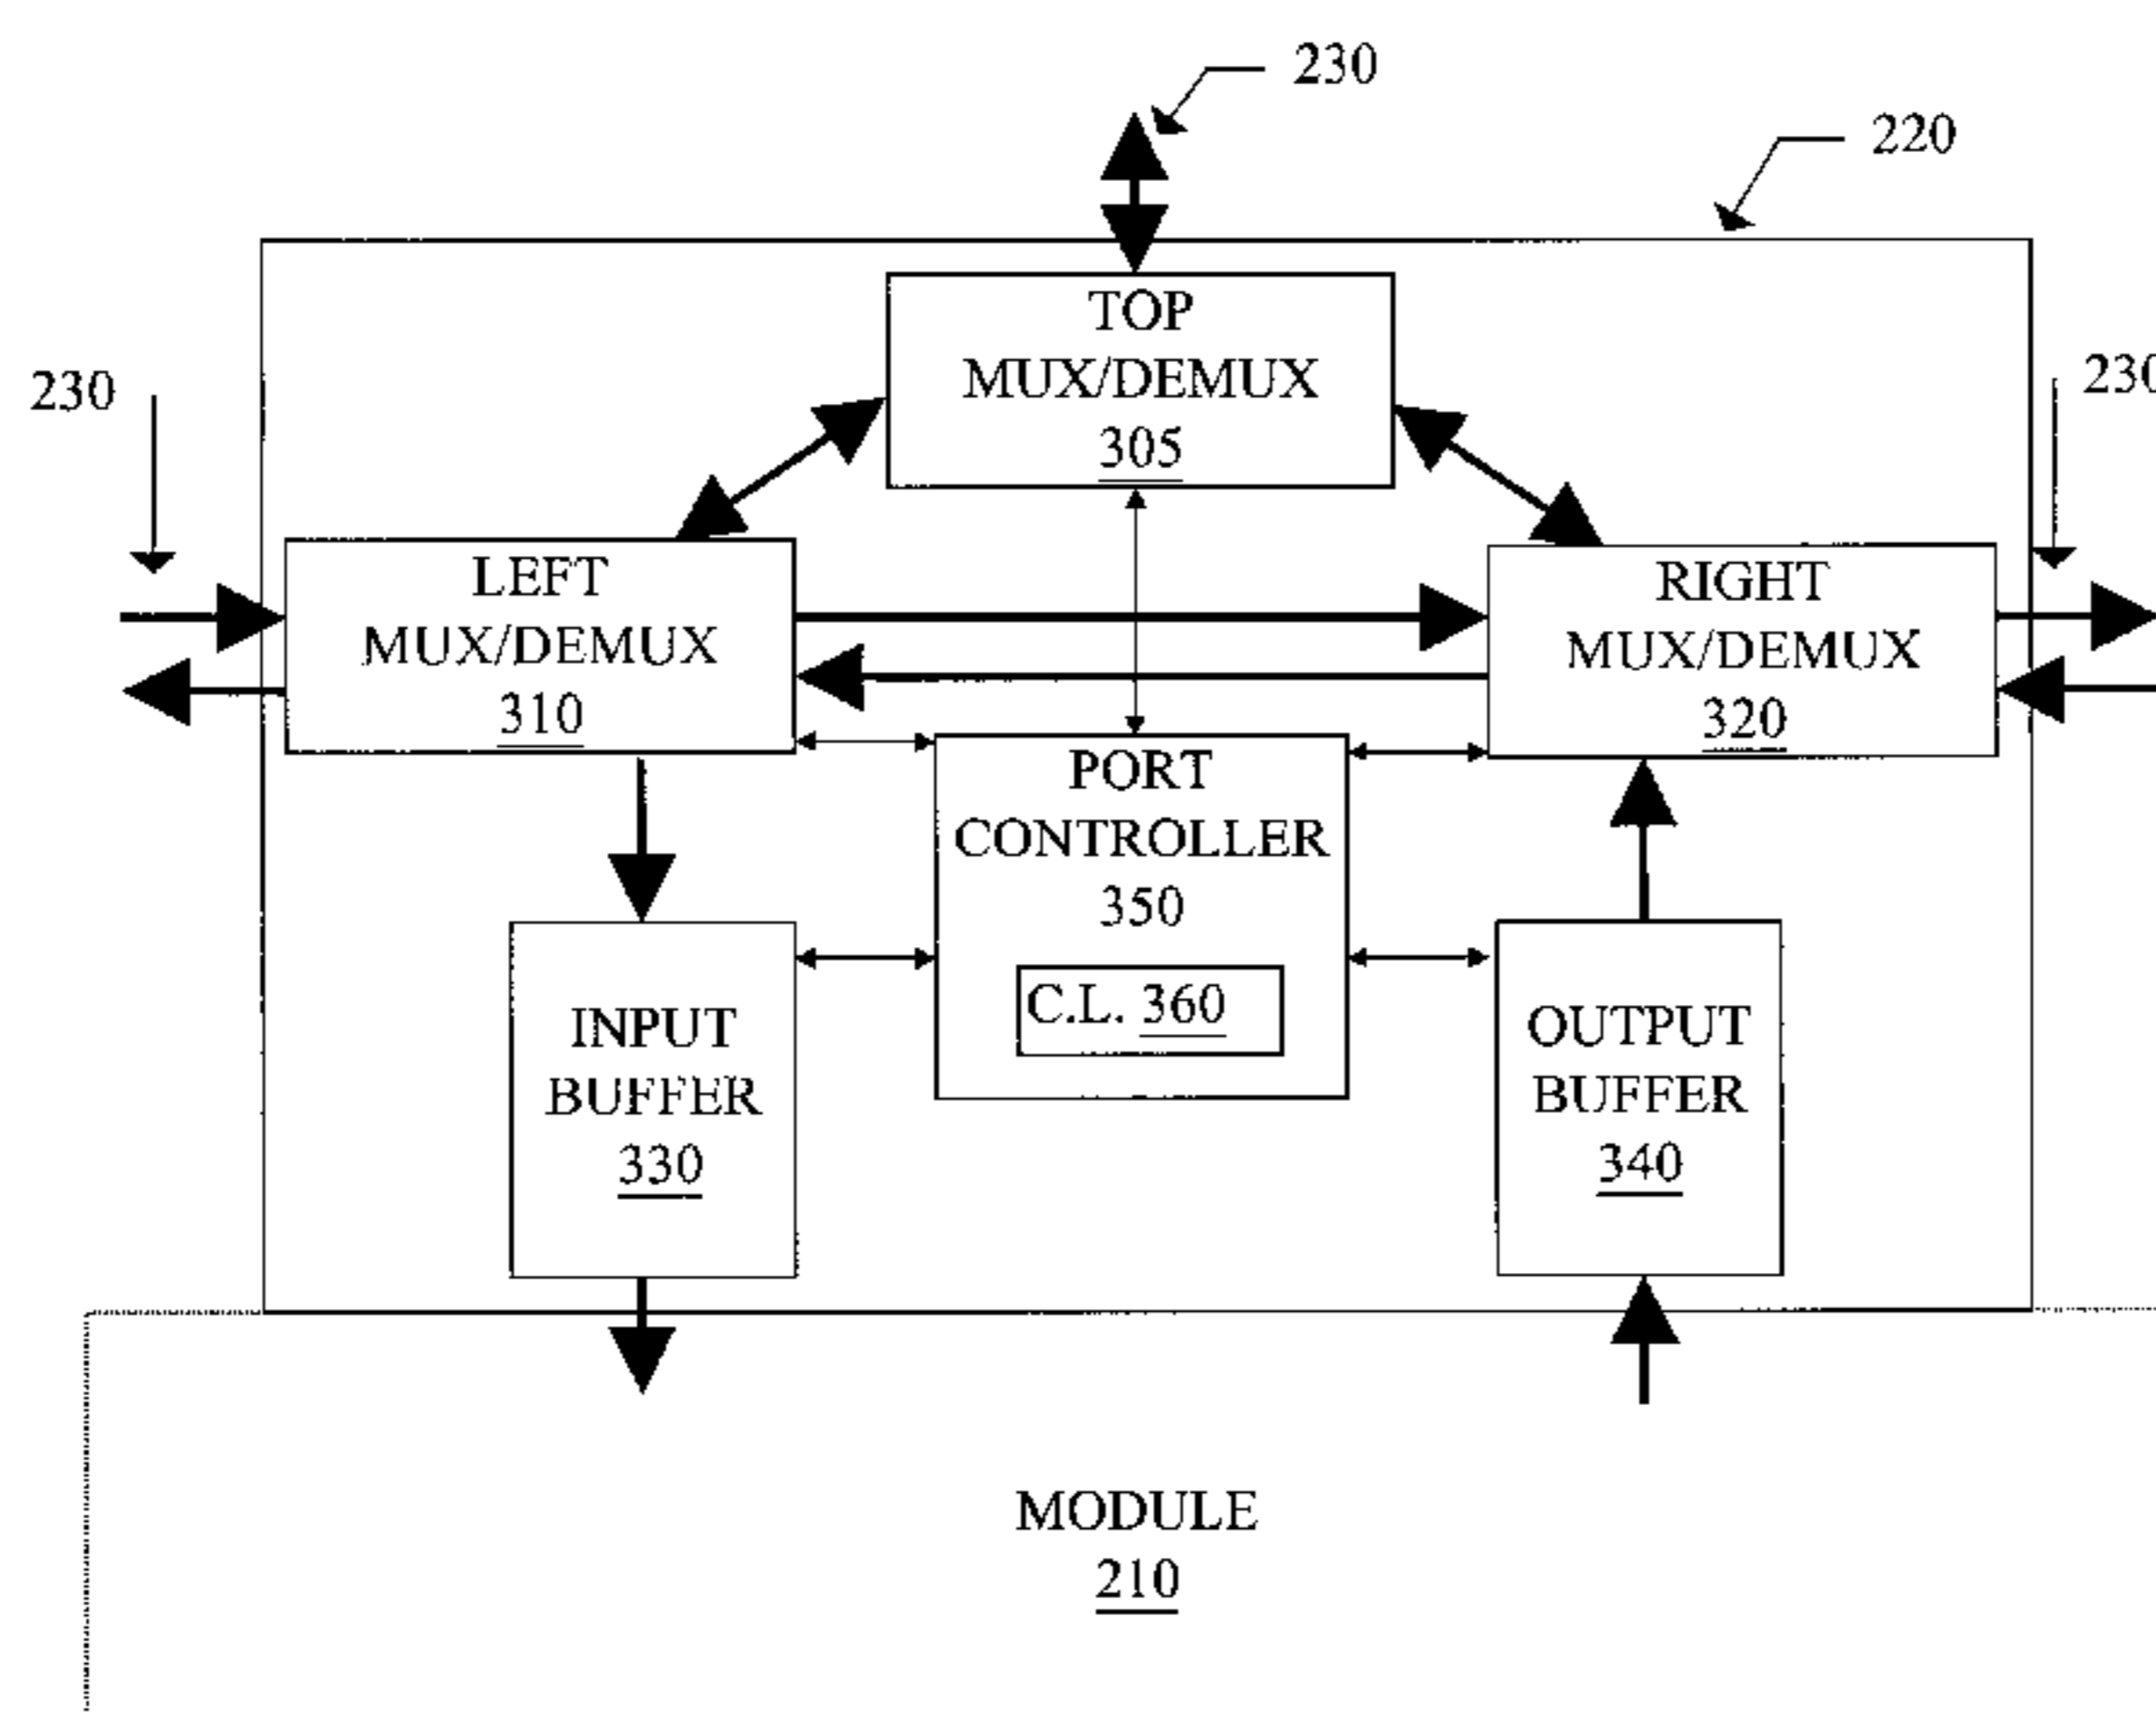 230
220
TOP
MUX/DEMUX
305
230
230
LEFT
MUX/DEMUX
310
RIGHT
MUX/DEMUX
320
PORT
CONTROLLER
350
C.L. 360
INPUT
BUFFER
330
OUTPUT
BUFFER
340
MODULE
210